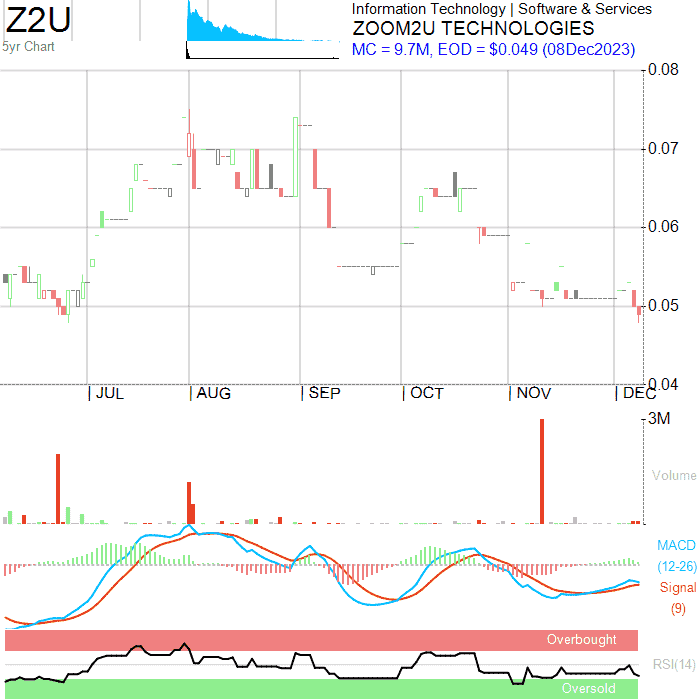 Z2U
5yr Chart
Information Technology | Software & Services
ZOOM2U TECHNOLOGIES
MC = 9.7M, EOD = $0.049 (08Dec2023)
0.08
0.07
0.06
0.05
0.04
JUL
AUG
SEP
OCT
NOV
DEC
3M
Volume
MACD
(12-26)
Signal
(9)
Overbought
RSI(14)
Oversold